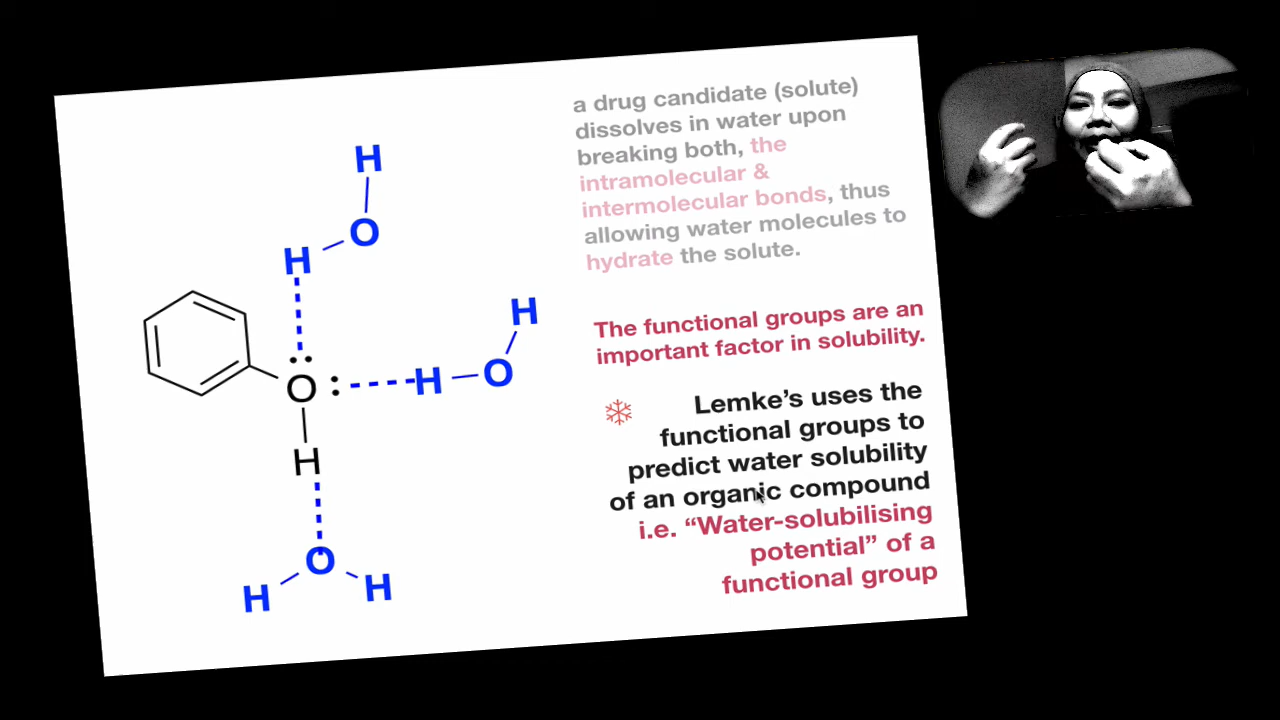 H
O
H
H
O
H
O
H
O
H
H
a drug candidate (solute)
dissolves in water upon
breaking both, the
intramolecular &
intermolecular bonds, thus
allowing water molecules to
hydrate the solute.
The functional groups are an
important factor in solubility.
Lemke's uses the
functional groups to
predict water solubility
of an organic compound
i.e. “Water-solubilising
potential” of a
functional group